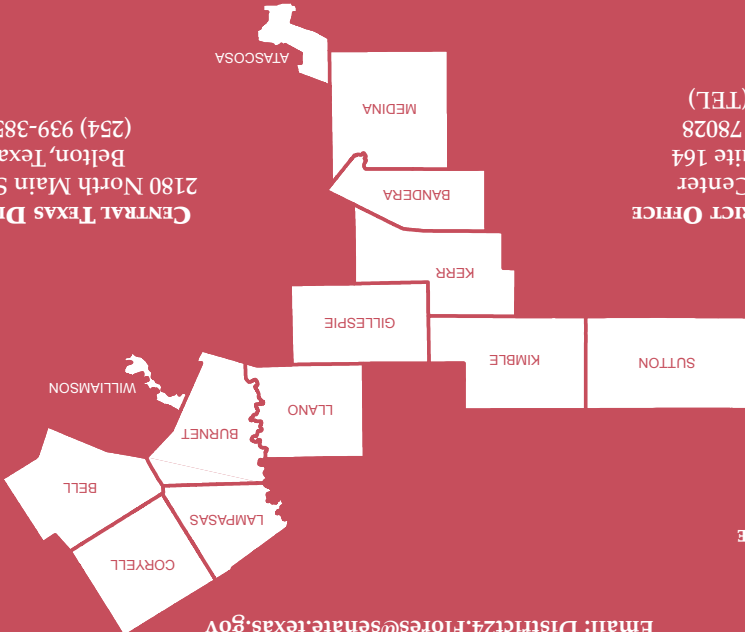 Email: District24.Flores@senate.texas.gov
CORYELL
LAMPASAS
BELL
BURNET
LLANO
WILLIAMSON
SUTTON
KIMBLE
GILLESPIE
KERR
BANDERA
MEDINA
ATASCOSA
RICT OFFICE
Center
ite 164
78028
(TEL)
CENTRAL TEXAS DI
2180 North Main S
Belton, Texa
(254) 939-385